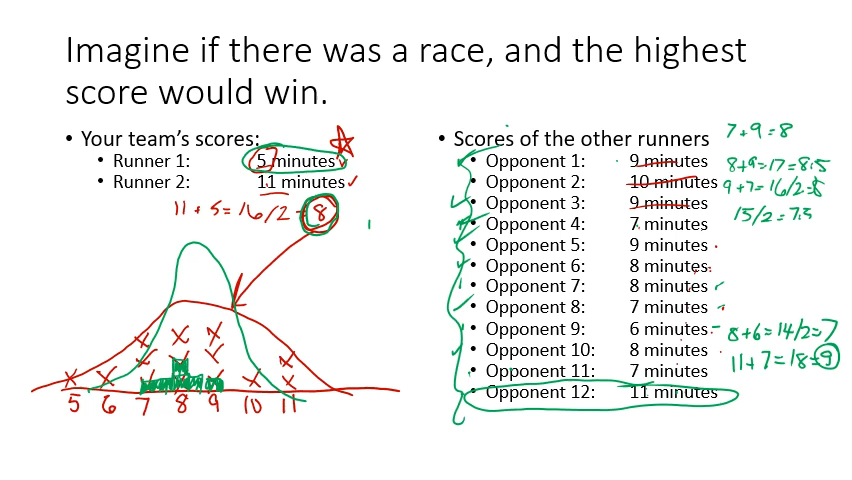 Imagine if there was a race, and the highest
score would win.
• Your team's scores:
• Runner 1: 5 minutes
• Runner 2: 11 minutes
11 + 5 = 16/2 = 8
5 6 7 8 9 10 11
• Scores of the other runners
• Opponent 1: 9 minutes
• Opponent 2: 10 minutes
• Opponent 3: 9 minutes
• Opponent 4: 7 minutes
• Opponent 5: 9 minutes
• Opponent 6: 8 minutes
• Opponent 7: 8 minutes
• Opponent 8: 7 minutes
• Opponent 9: 6 minutes
• Opponent 10: 8 minutes
• Opponent 11: 7 minutes
• Opponent 12: 11 minutes
7+9 = 8
8+9=17=8.5
9+7=16/2=8
15/2=7.5
8+6=14/2=7
11+7=18=9